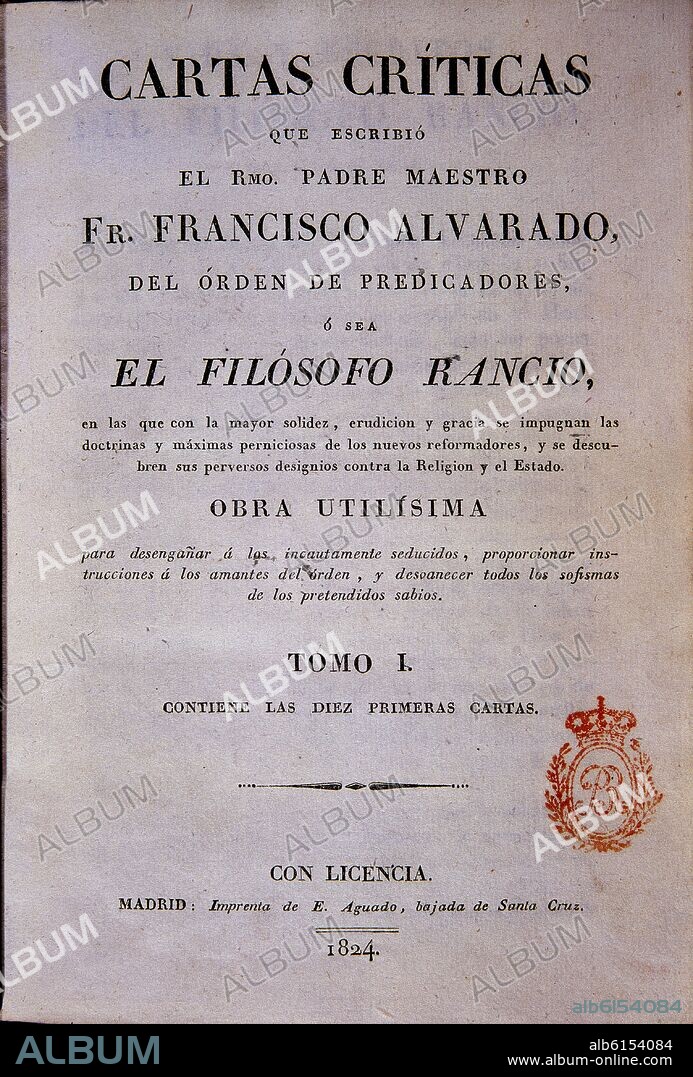 CARTAS CRÍTICAS
QUE ESCRIBIÓ
EL RMO. PADRE MAESTRO
FR. FRANCISCO ALVARADO,
DEL ÓRDEN DE PREDICADORES,
Ó SEA
EL FILÓSOFO RANCIO,
en las que con la mayor solidez, erudicion y gracia se impugnan las
doctrinas y máximas perniciosas de los nuevos reformadores, y se descu-
bren sus perversos designios contra la Religion y el Estado.
OBRA UTILÍSIMA
para desengañar á los incautamente seducidos, proporcionar ins-
trucciones á los amantes del órden, y desvanecer todos los sofismas
de los pretendidos sabios.
TOMO I.
CONTIENE LAS DIEZ PRIMERAS CARTAS.
CON LICENCIA.
MADRID: Imprenta de E. Aguado, bajada de Santa Cruz.
1824.
alb6154084
ALBUM
alb6154084
www.album-online.com